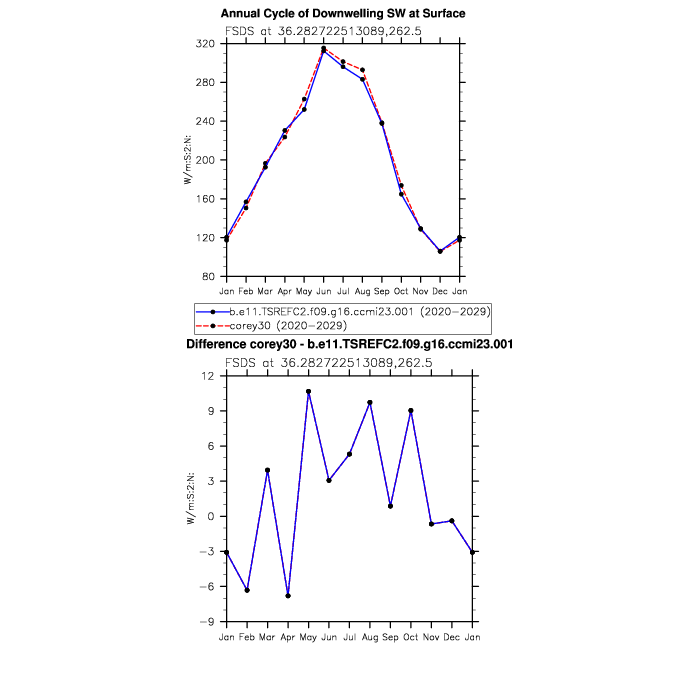 Annual Cycle of Downwelling SW at Surface
FSDS at 36.282722513089,262.5
320
280
240
200
160
120
80
W/m:S:2:N:
Jan Feb Mar Apr May Jun Jul Aug Sep Oct Nov Dec Jan
b.e11.TSREFC2.f09.g16.ccmi23.001 (2020-2029)
corey30 (2020-2029)
Difference corey30 - b.e11.TSREFC2.f09.g16.ccmi23.001
FSDS at 36.282722513089,262.5
12
9
6
3
0
-3
-6
-9
W/m:S:2:N:
Jan Feb Mar Apr May Jun Jul Aug Sep Oct Nov Dec Jan